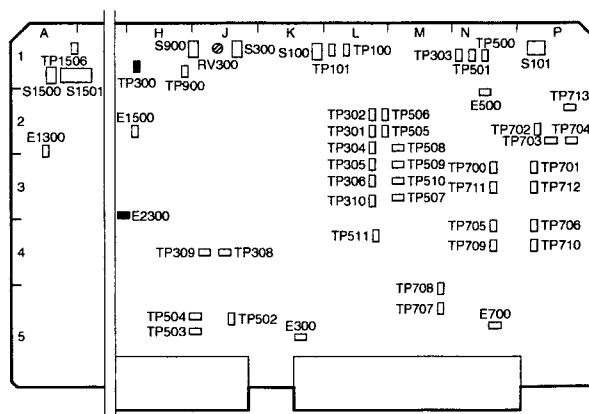 A H J K L M N P
1 S900 S300 S100 TP100 TP303 TP500
TP1506 RV300 TP101 TP501 S101
TP300 TP900
S1500 S1501
E500 TP713
2 E1500 TP302 TP506 TP702 TP704
TP301 TP505 TP703
E1300 TP304 TP508
TP305 TP509 TP700 TP701
3 TP306 TP510 TP711 TP712
TP310 TP507
E2300 TP705 TP706
TP511
4 TP309 TP308 TP709 TP710
TP708
TP707
TP504 TP502 E300 E700
TP503
5